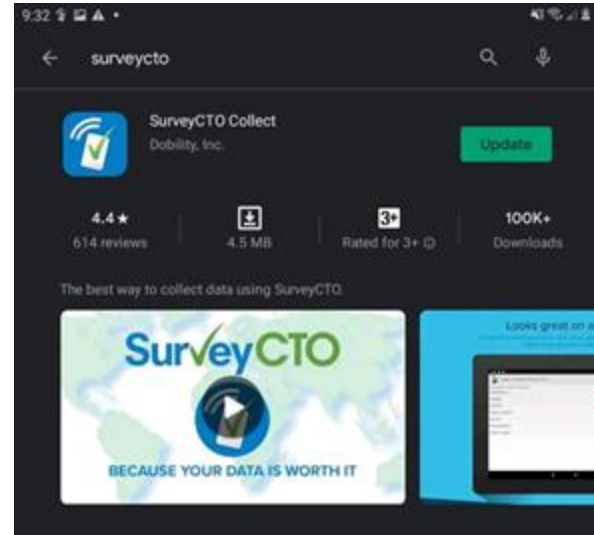 9:32
surveycto
SurveyCTO Collect
Dobility, Inc.
Update
4.4★
614 reviews
4.5 MB
3+
Rated for 3+
100K+
Downloads
The best way to collect data using SurveyCTO.
SurveyCTO
BECAUSE YOUR DATA IS WORTH IT
Looks great on a